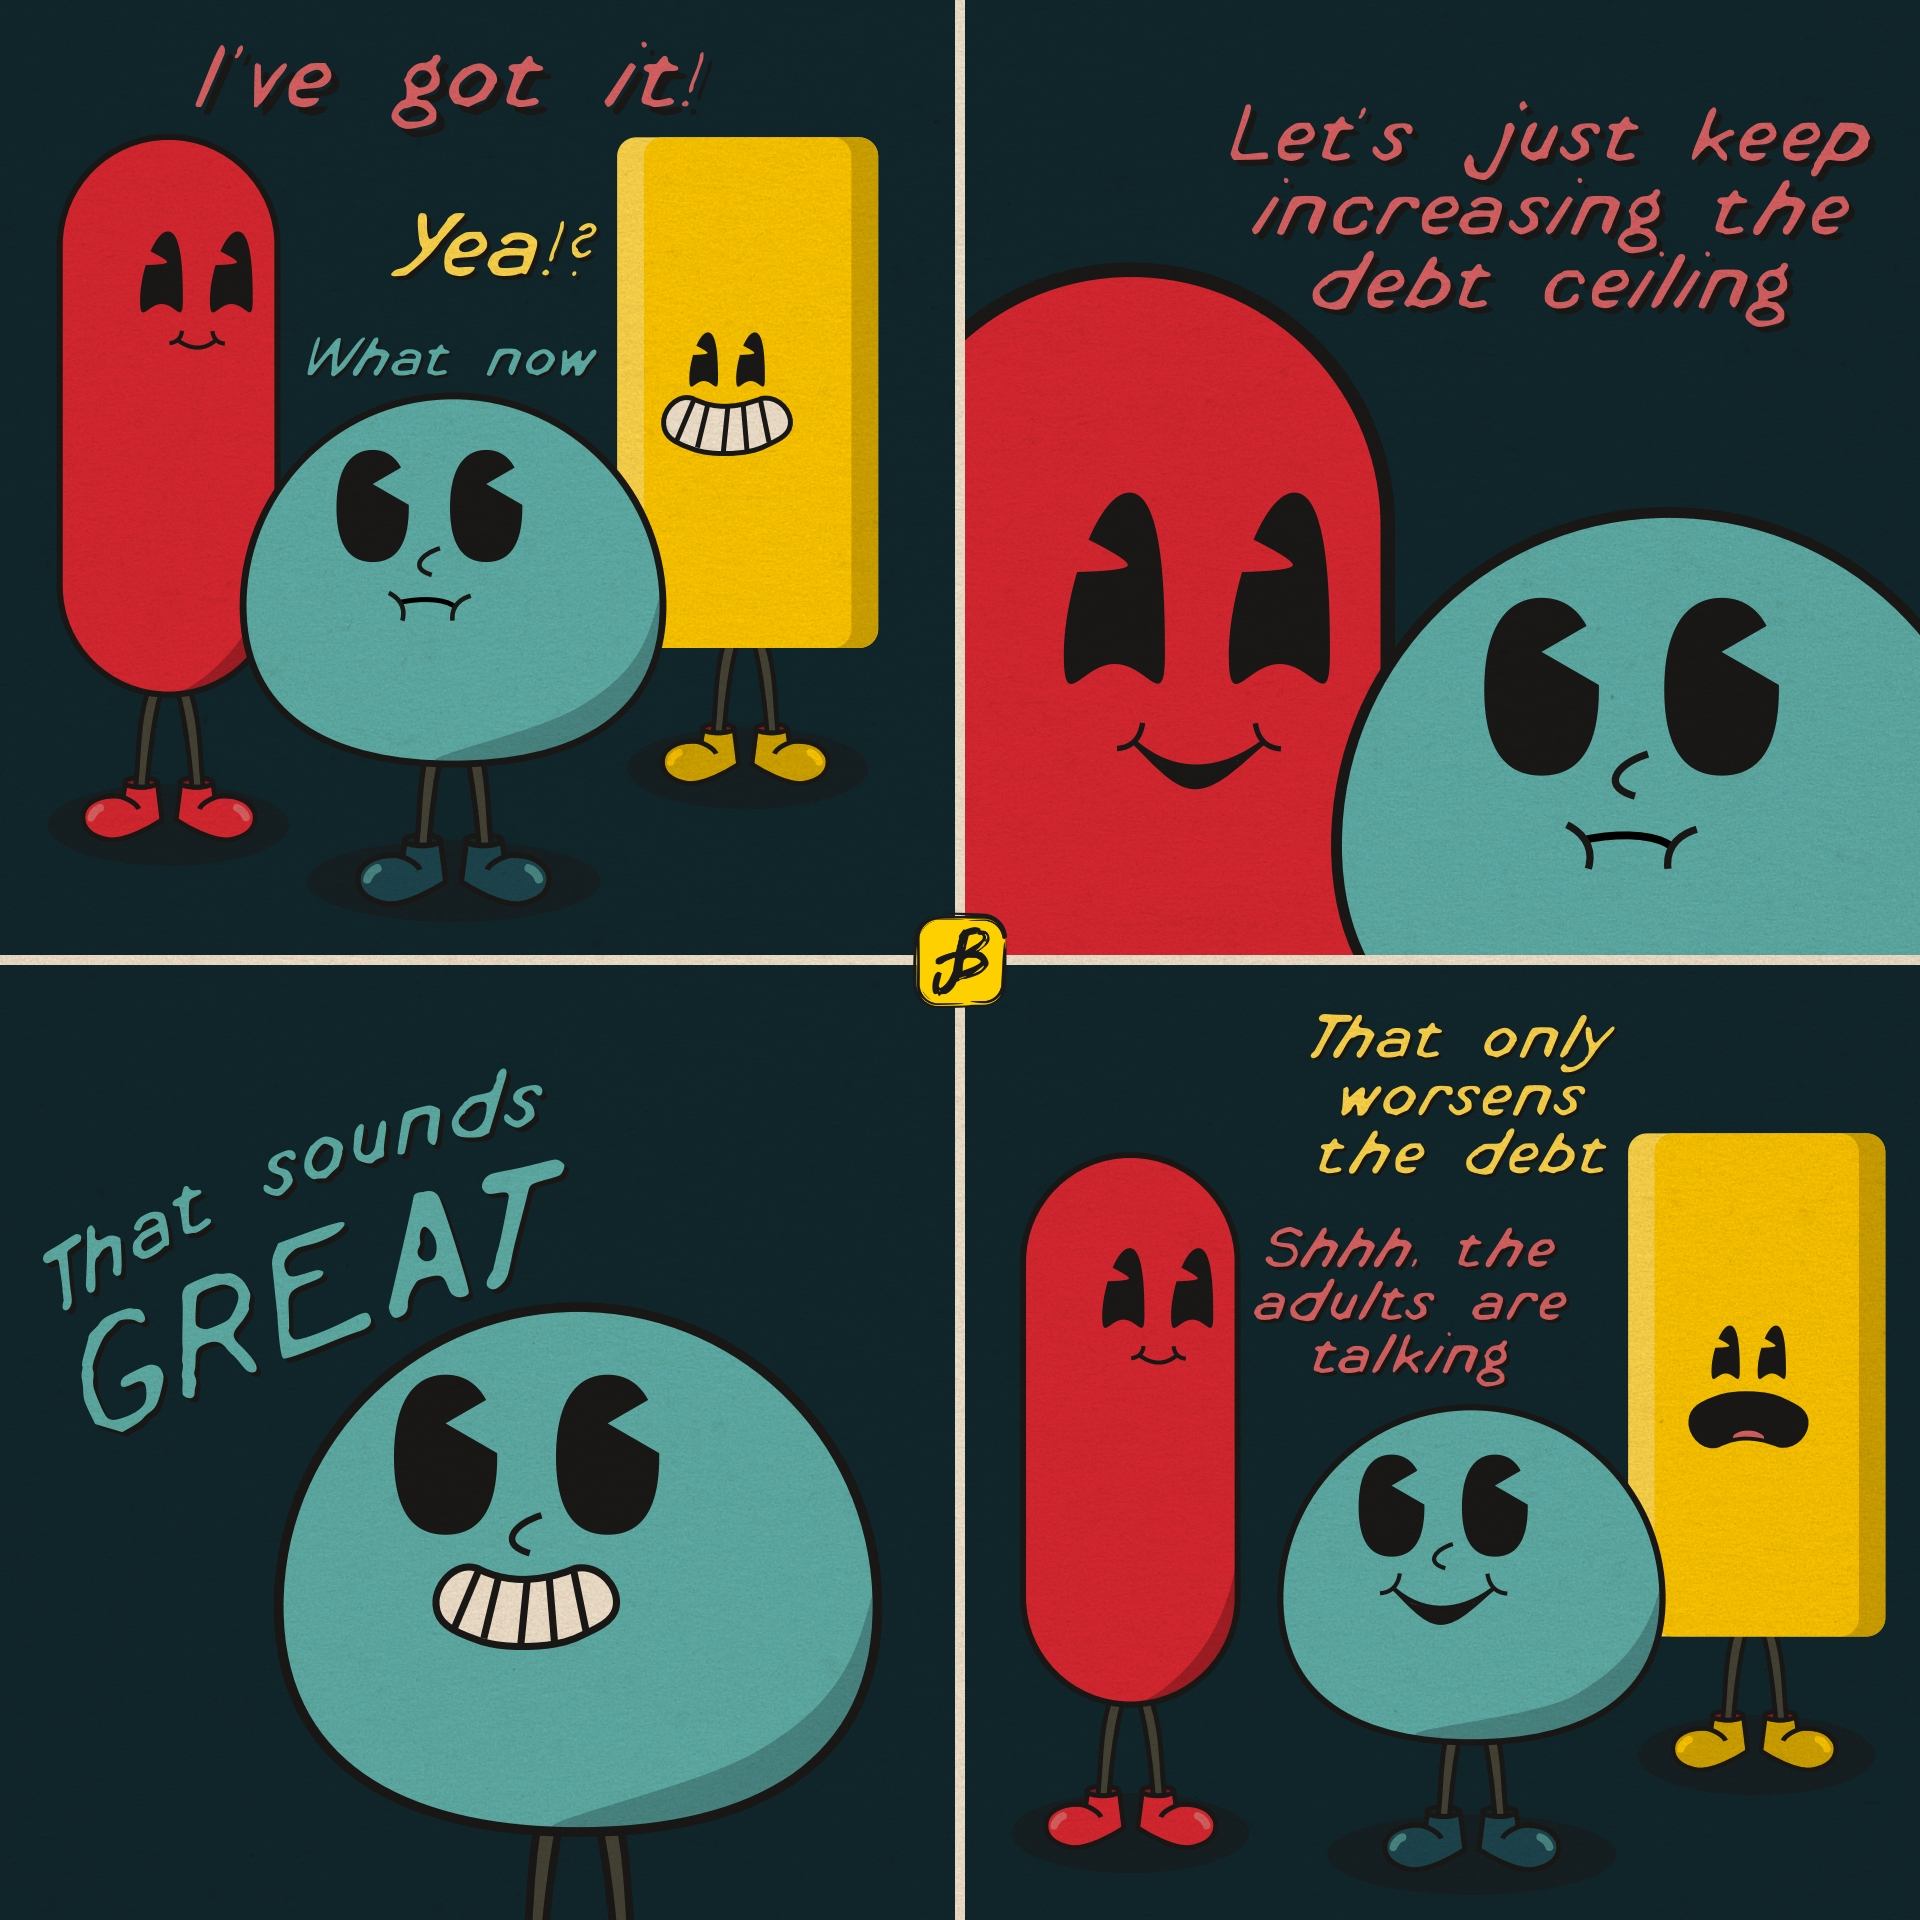 I've got it!
Yea!?
What now
Let's just keep
increasing the
debt ceiling
That sounds
GREAT
That only
worsens
the debt
Shhh, the
adults are
talking
B